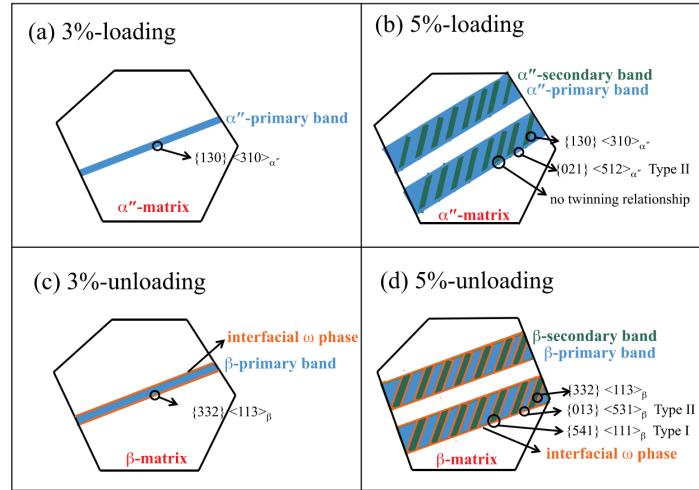 (a) 3%-loading
α″-primary band
{130} <310>α″
α″-matrix
(b) 5%-loading
α″-secondary band
α″-primary band
{130} <310>α″
{021} <512>α″ Type II
no twinning relationship
α″-matrix
(c) 3%-unloading
interfacial ω phase
β-primary band
{332} <113>β
β-matrix
(d) 5%-unloading
β-secondary band
β-primary band
{332} <113>β
{013} <531>β Type II
{541} <111>β Type I
interfacial ω phase
β-matrix